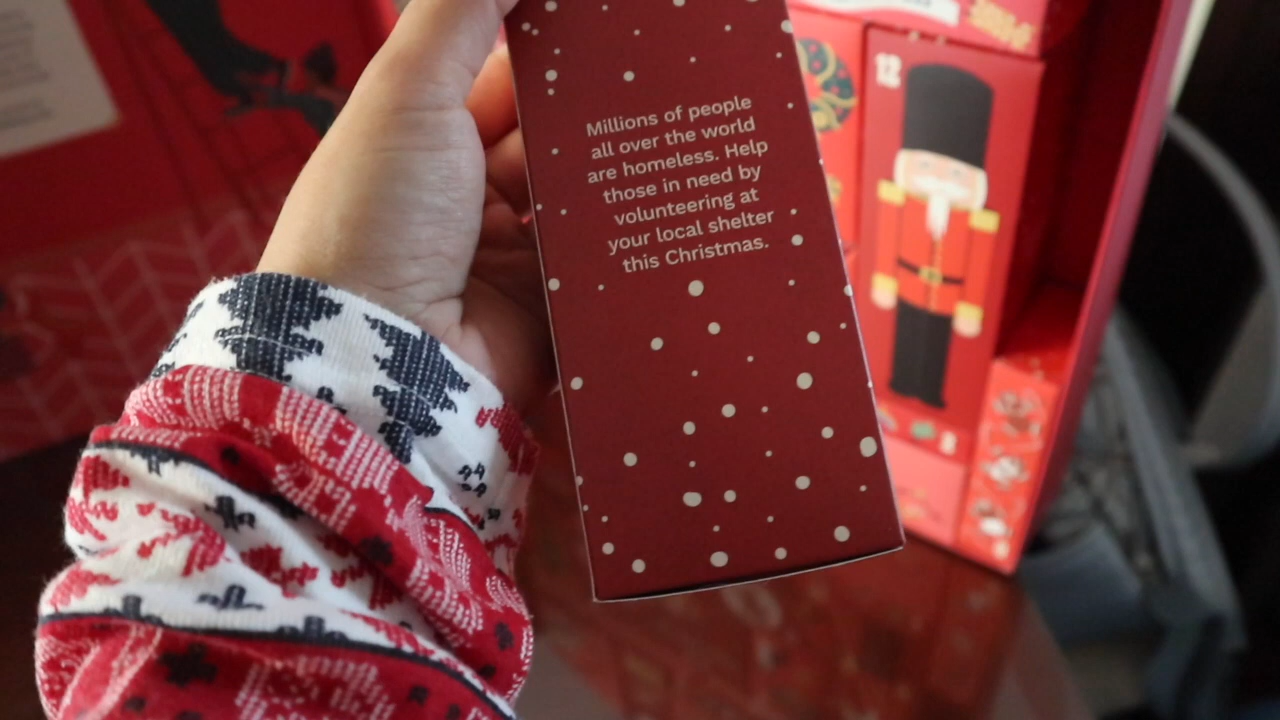 Millions of people
all over the world
are homeless. Help
those in need by
volunteering at
your local shelter
this Christmas.
12